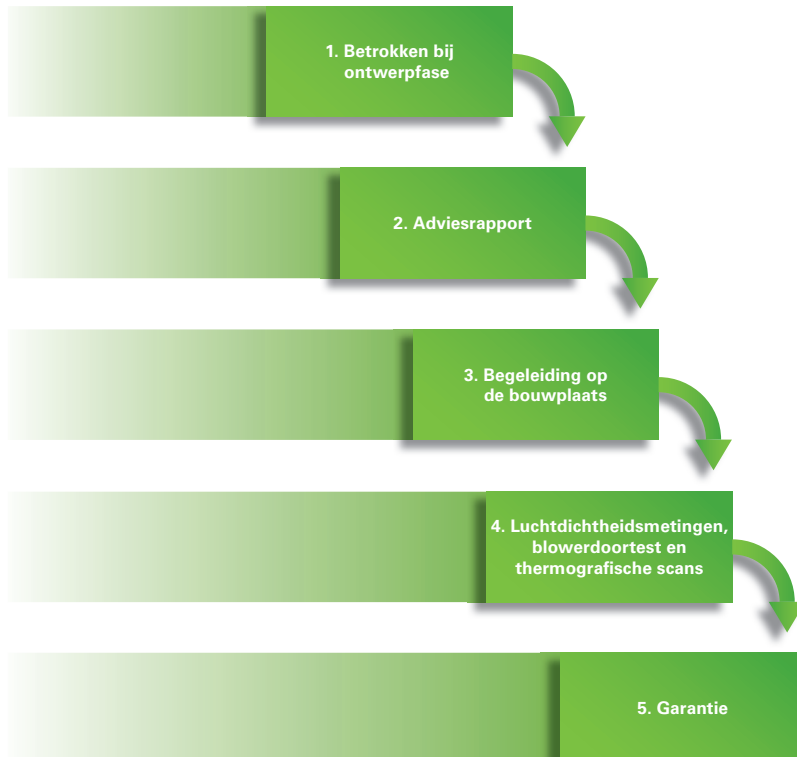 1. Betrokken bij
ontwerpfase
2. Adviesrapport
3. Begeleiding op
de bouwplaats
4. Luchtdichtheidsmetingen,
blowerdoortest en
thermografische scans
5. Garantie